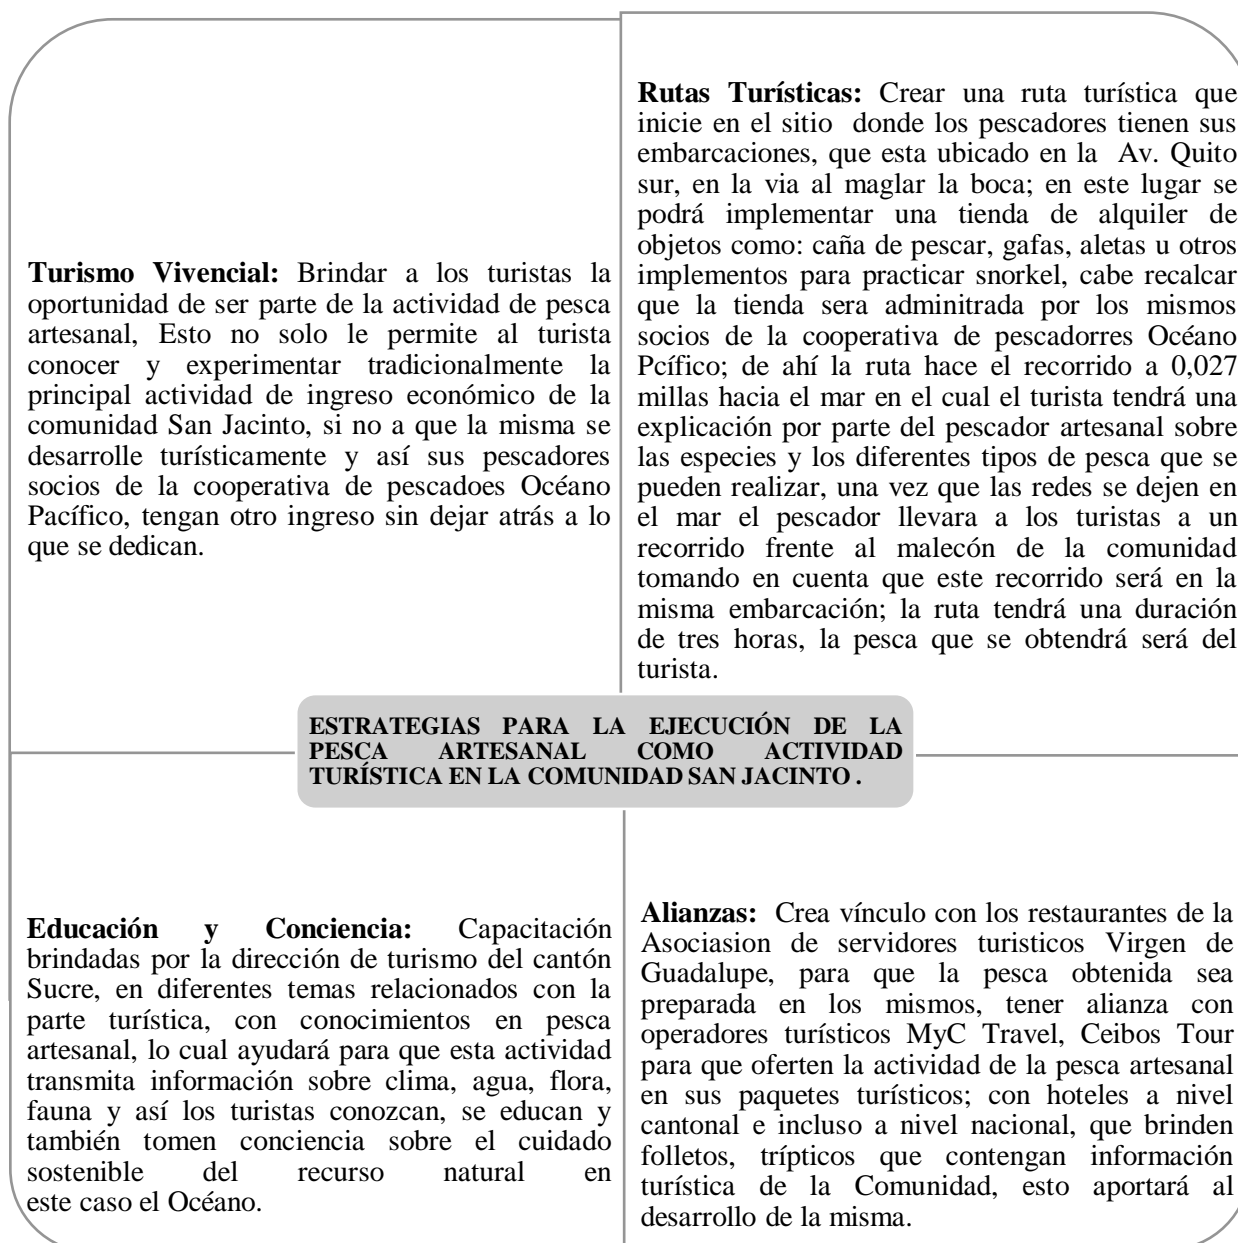 Turismo Vivencial: Brindar a los turistas la
oportunidad de ser parte de la actividad de pesca
artesanal, Esto no solo le permite al turista
conocer y experimentar tradicionalmente la
principal actividad de ingreso económico de la
comunidad San Jacinto, si no a que la misma se
desarrolle turísticamente y así sus pescadores
socios de la cooperativa de pescadoes Océano
Pacífico, tengan otro ingreso sin dejar atrás a lo
que se dedican.
Rutas Turísticas: Crear una ruta turística que
inicie en el sitio donde los pescadores tienen sus
embarcaciones, que esta ubicado en la Av. Quito
sur, en la via al maglar la boca; en este lugar se
podrá implementar una tienda de alquiler de
objetos como: caña de pescar, gafas, aletas u otros
implementos para practicar snorkel, cabe recalcar
que la tienda sera adminitrada por los mismos
socios de la cooperativa de pescadorres Océano
Pcífico; de ahí la ruta hace el recorrido a 0,027
millas hacia el mar en el cual el turista tendrá una
explicación por parte del pescador artesanal sobre
las especies y los diferentes tipos de pesca que se
pueden realizar, una vez que las redes se dejen en
el mar el pescador llevara a los turistas a un
recorrido frente al malecón de la comunidad
tomando en cuenta que este recorrido será en la
misma embarcación; la ruta tendrá una duración
de tres horas, la pesca que se obtendrá será del
turista.
ESTRATEGIAS PARA LA EJECUCIÓN DE LA
PESCA ARTESANAL COMO ACTIVIDAD
TURÍSTICA EN LA COMUNIDAD SAN JACINTO .
Educación y Conciencia: Capacitación
brindadas por la dirección de turismo del cantón
Sucre, en diferentes temas relacionados con la
parte turística, con conocimientos en pesca
artesanal, lo cual ayudará para que esta actividad
transmita información sobre clima, agua, flora,
fauna y así los turistas conozcan, se educan y
también tomen conciencia sobre el cuidado
sostenible del recurso natural en
este caso el Océano.
Alianzas: Crea vínculo con los restaurantes de la
Asociasion de servidores turisticos Virgen de
Guadalupe, para que la pesca obtenida sea
preparada en los mismos, tener alianza con
operadores turísticos MyC Travel, Ceibos Tour
para que oferten la actividad de la pesca artesanal
en sus paquetes turísticos; con hoteles a nivel
cantonal e incluso a nivel nacional, que brinden
folletos, trípticos que contengan información
turística de la Comunidad, esto aportará al
desarrollo de la misma.